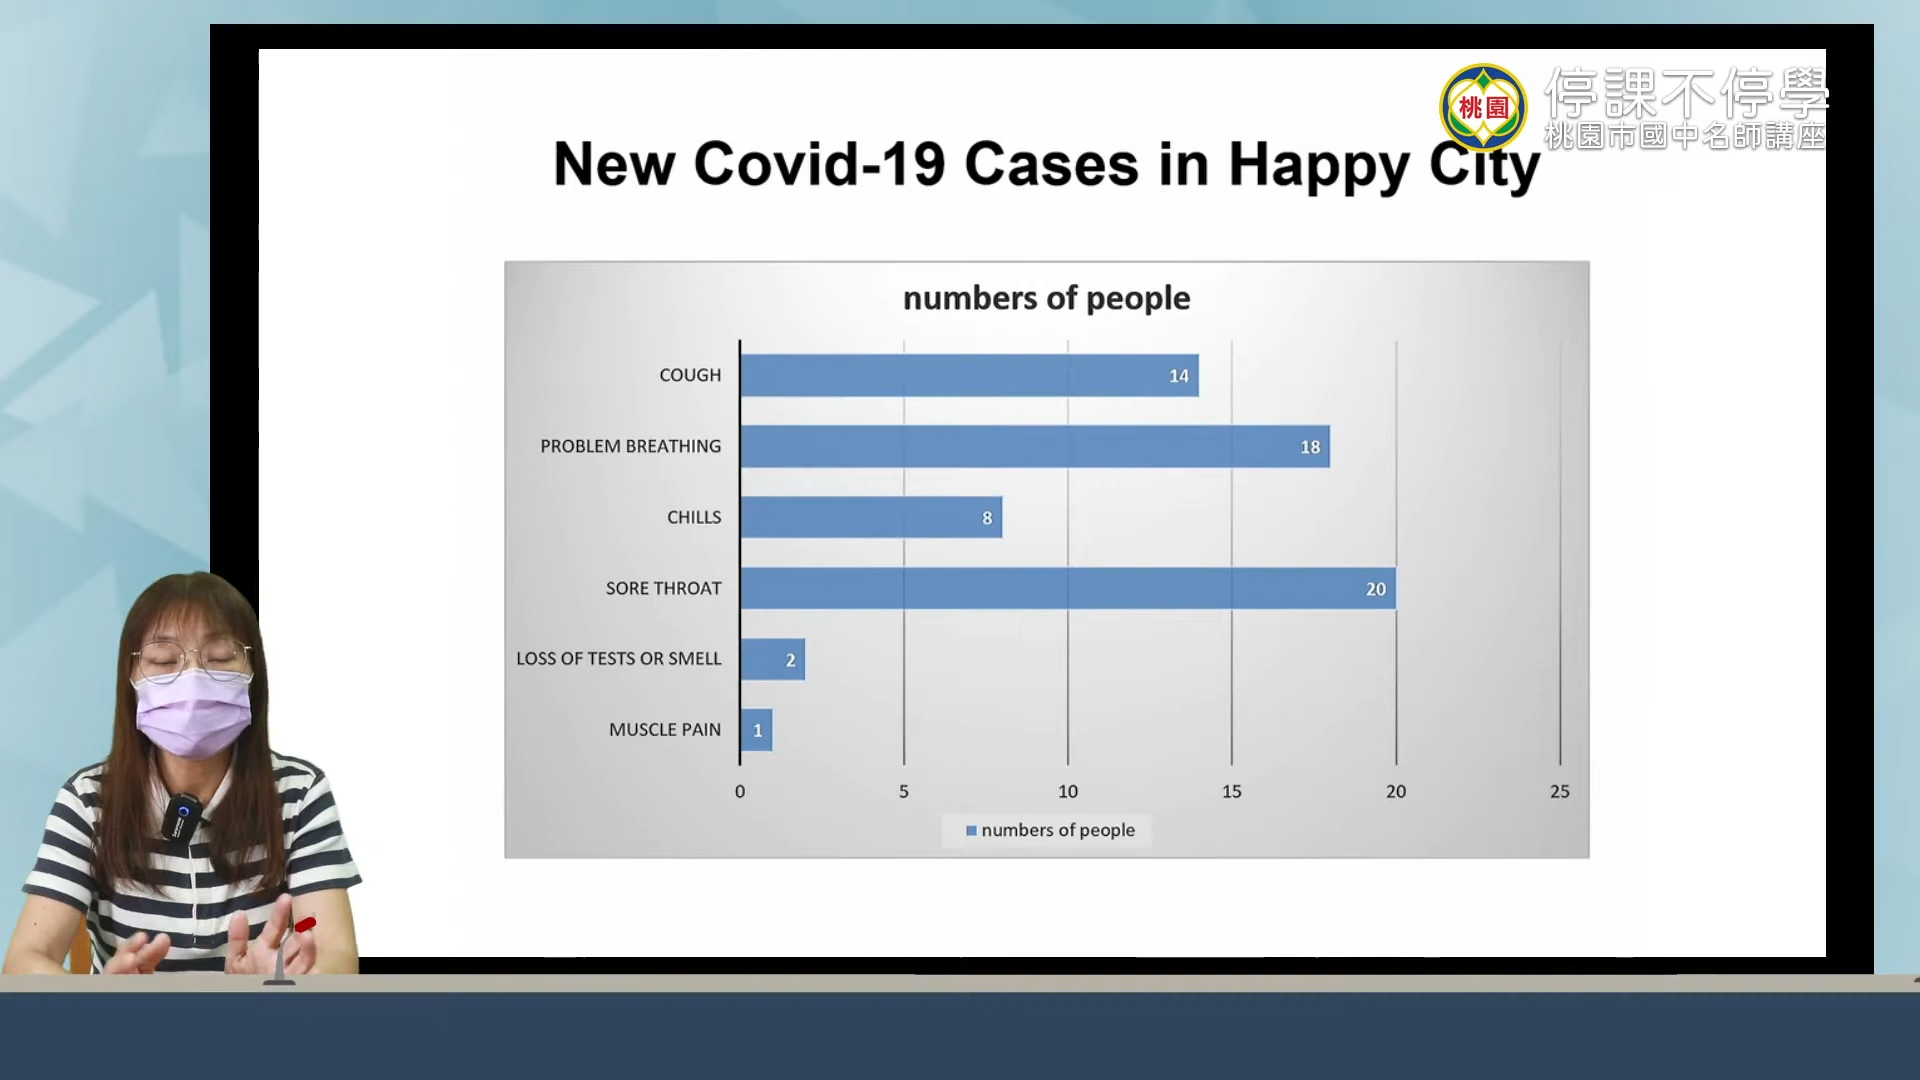 桃園
停課不停學
桃園市國中名師講座
New Covid-19 Cases in Happy City
numbers of people
COUGH 14
PROBLEM BREATHING 18
CHILLS 8
SORE THROAT 20
LOSS OF TESTS OR SMELL 2
MUSCLE PAIN 1
0 5 10 15 20 25
numbers of people